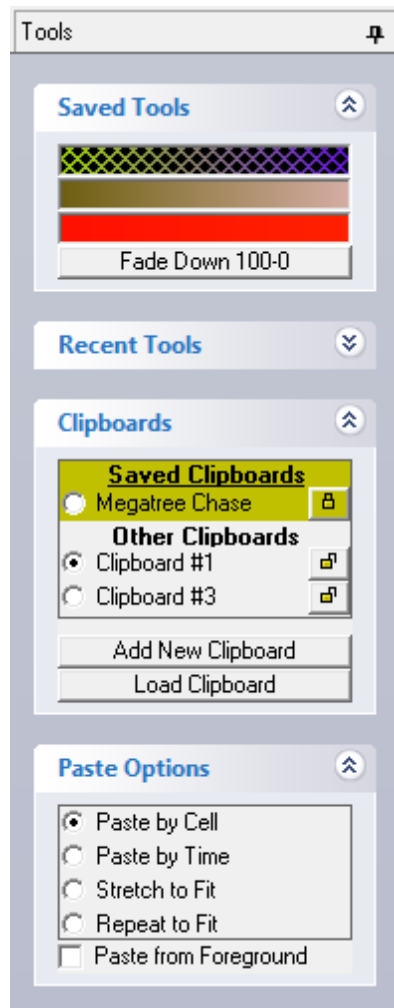 Tools
Saved Tools
Fade Down 100-0
Recent Tools
Clipboards
Saved Clipboards
Megatree Chase
Other Clipboards
Clipboard #1
Clipboard #3
Add New Clipboard
Load Clipboard
Paste Options
Paste by Cell
Paste by Time
Stretch to Fit
Repeat to Fit
Paste from Foreground